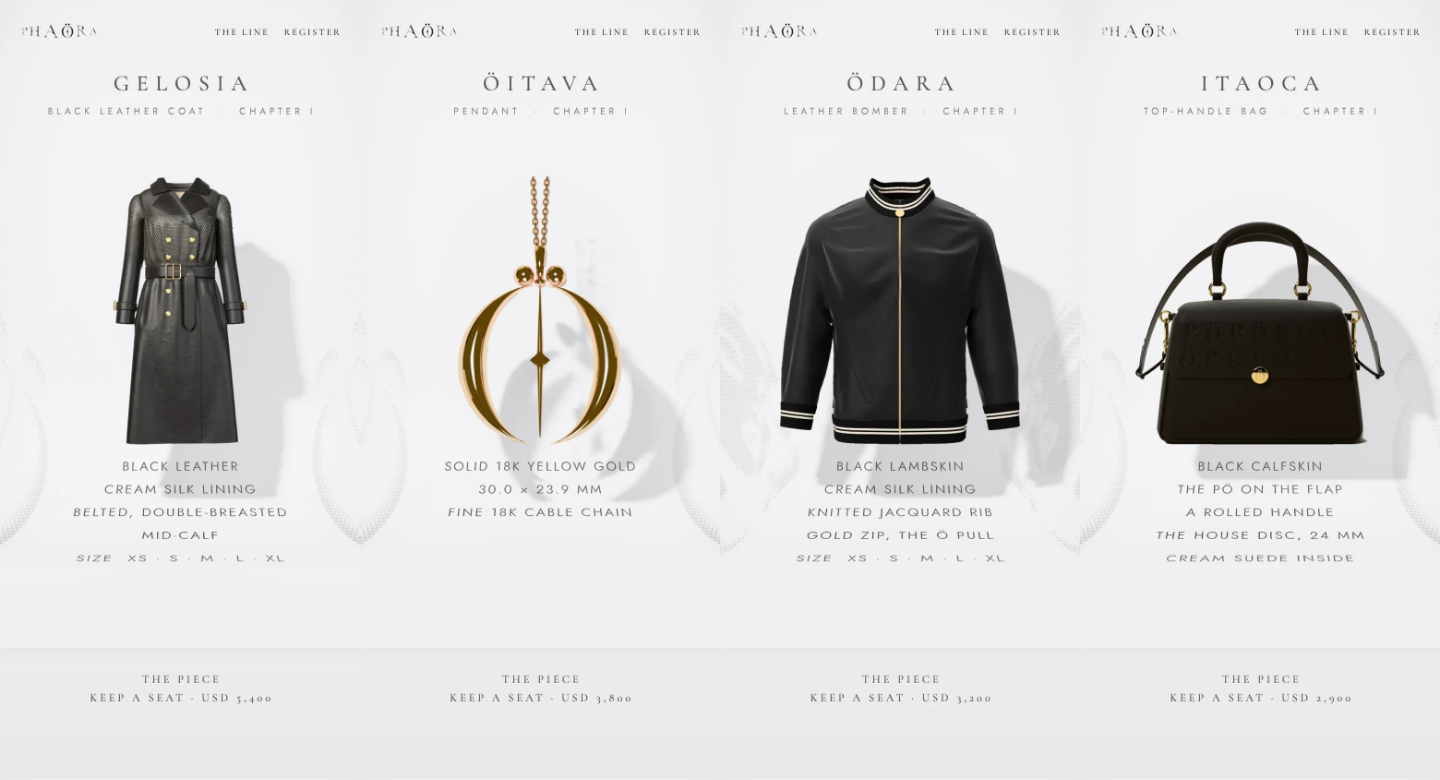 PHAÖRA
THE LINE REGISTER
GELOSIA
BLACK LEATHER COAT · CHAPTER I
BLACK LEATHER
CREAM SILK LINING
BELTED, DOUBLE-BREASTED
MID-CALF
SIZE XS · S · M · L · XL
THE PIECE
KEEP A SEAT · USD 5,400
PHAÖRA
THE LINE REGISTER
ÖITAVA
PENDANT · CHAPTER I
SOLID 18K YELLOW GOLD
30.0 × 23.9 MM
FINE 18K CABLE CHAIN
THE PIECE
KEEP A SEAT · USD 3,800
PHAÖRA
THE LINE REGISTER
ÖDARA
LEATHER BOMBER · CHAPTER I
BLACK LAMBSKIN
CREAM SILK LINING
KNITTED JACQUARD RIB
GOLD ZIP, THE Ö PULL
SIZE XS · S · M · L · XL
THE PIECE
KEEP A SEAT · USD 3,200
PHAÖRA
THE LINE REGISTER
ITAOCA
TOP-HANDLE BAG · CHAPTER I
BLACK CALFSKIN
THE PÖ ON THE FLAP
A ROLLED HANDLE
THE HOUSE DISC, 24 MM
CREAM SUEDE INSIDE
THE PIECE
KEEP A SEAT · USD 2,900